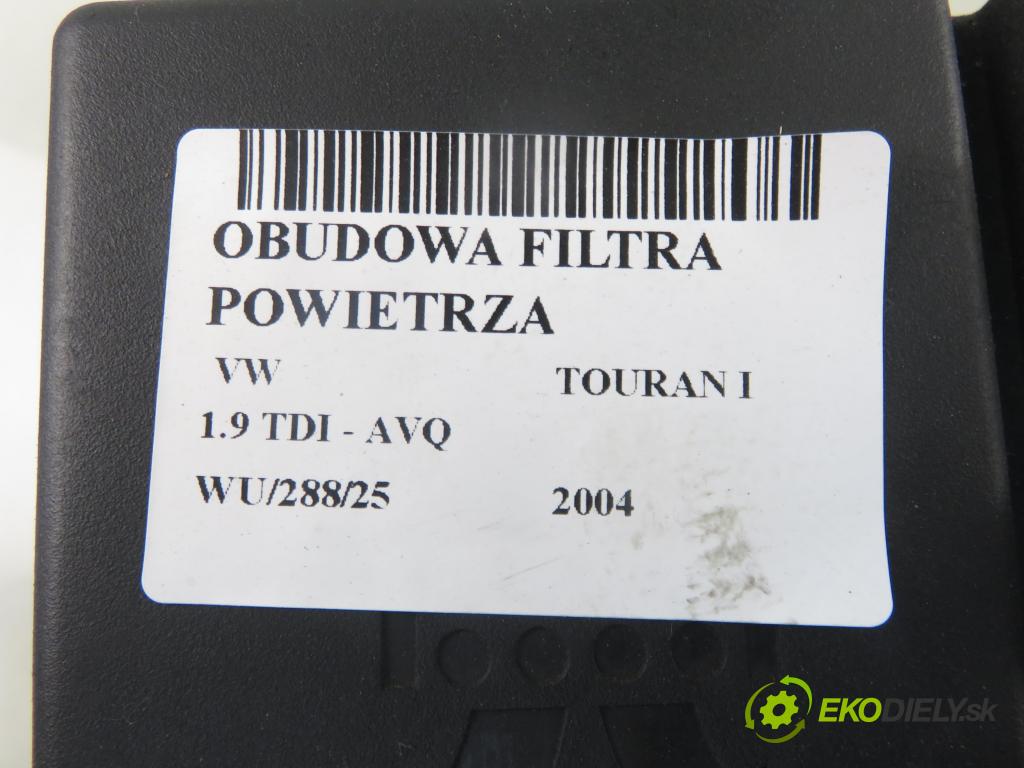 OBUDOWA FILTRA
POWIETRZA
VW TOURAN I
1.9 TDI - AVQ
WU/288/25 2004
EKODIELY.sk